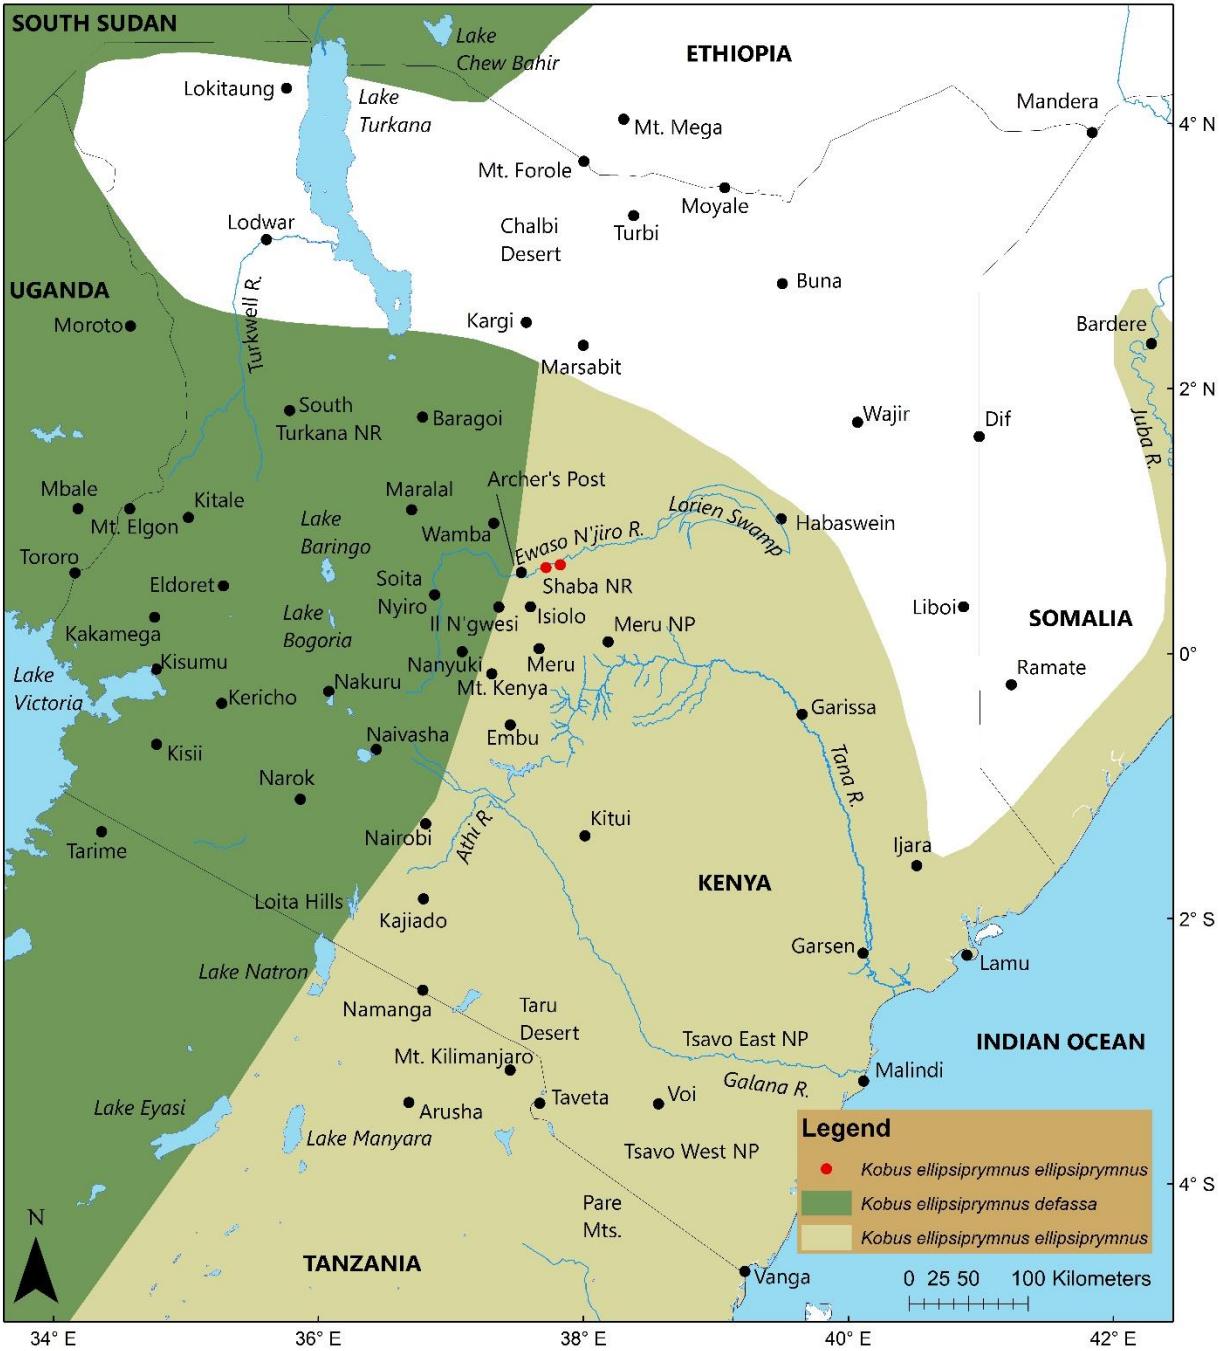 SOUTH SUDAN
Lake
Chew Bahir
ETHIOPIA
Lokitaung
Lake
Turkana
Mandera
4° N
Mt. Mega
Mt. Forole
Moyale
Chalbi
Desert
Turbi
Lodwar
UGANDA
Moroto
Turkwell R.
Buna
Kargi
Marsabit
Bardere
2° N
South
Turkana NR
Baragoi
Wajir
Dif
Juba R.
Archer's Post
Mbale
Mt. Elgon
Kitale
Maralal
Wamba
Lake
Baringo
Ewaso N'jiro R.
Lorien Swamp
Habaswein
Tororo
Eldoret
Soita
Nyiro
Shaba NR
Il N'gwesi
Isiolo
Liboi
SOMALIA
Kakamega
Lake
Bogoria
Meru NP
Kisumu
Nanyuki
Meru
0°
Ramate
Lake
Victoria
Kericho
Nakuru
Mt. Kenya
Garissa
Kisii
Naivasha
Embu
Tana R.
Narok
Nairobi
Athi R.
Kitui
Tarime
Ijara
KENYA
Loita Hills
Kajiado
2° S
Garsen
Lamu
Lake Natron
Namanga
Taru
Desert
Tsavo East NP
INDIAN OCEAN
Mt. Kilimanjaro
Galana R.
Malindi
Lake Eyasi
Arusha
Taveta
Voi
Lake Manyara
Tsavo West NP
Legend
Kobus ellipsiprymnus ellipsiprymnus
Kobus ellipsiprymnus defassa
Kobus ellipsiprymnus ellipsiprymnus
4° S
Pare
Mts.
N
TANZANIA
Vanga
0 25 50 100 Kilometers
34° E 36° E 38° E 40° E 42° E